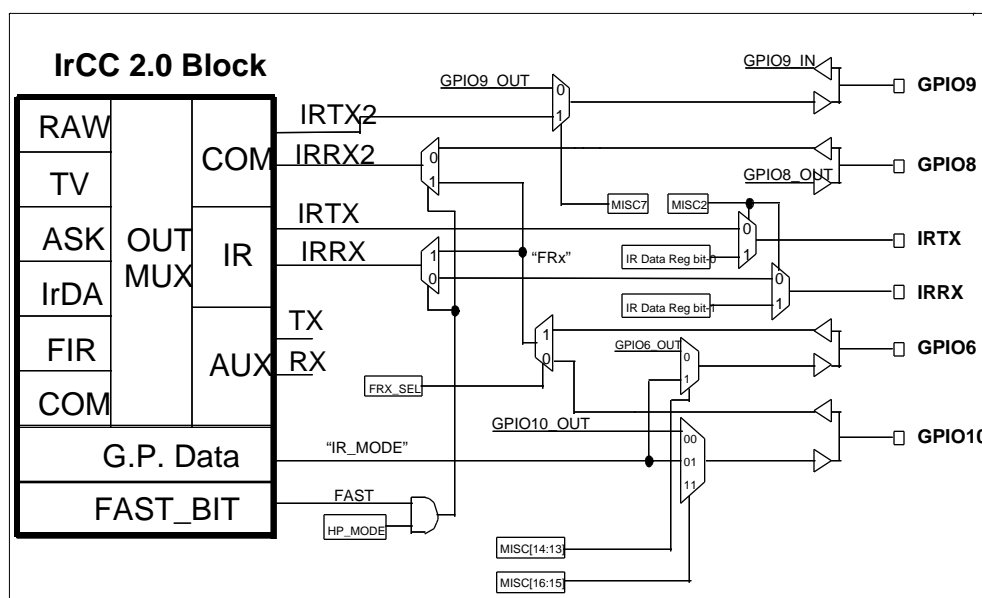 IrCC 2.0 Block
RAW
TV
ASK
IrDA
FIR
COM
OUT
MUX
COM
IR
AUX
G.P. Data
FAST_BIT
IRTX2
IRRX2
IRTX
IRRX
TX
RX
"IR_MODE"
FAST
HP_MODE
FRX_SEL
GPIO9_OUT
0
1
GPIO9_IN
GPIO9
0
1
GPIO8_OUT
GPIO8
MISC7
MISC2
0
1
IR Data Reg bit-0
IRTX
1
0
"FRx"
0
1
IR Data Reg bit-1
IRRX
1
0
GPIO6_OUT
0
1
GPIO6
GPIO10_OUT
00
01
11
GPIO10
MISC[14:13]
MISC[16:15]